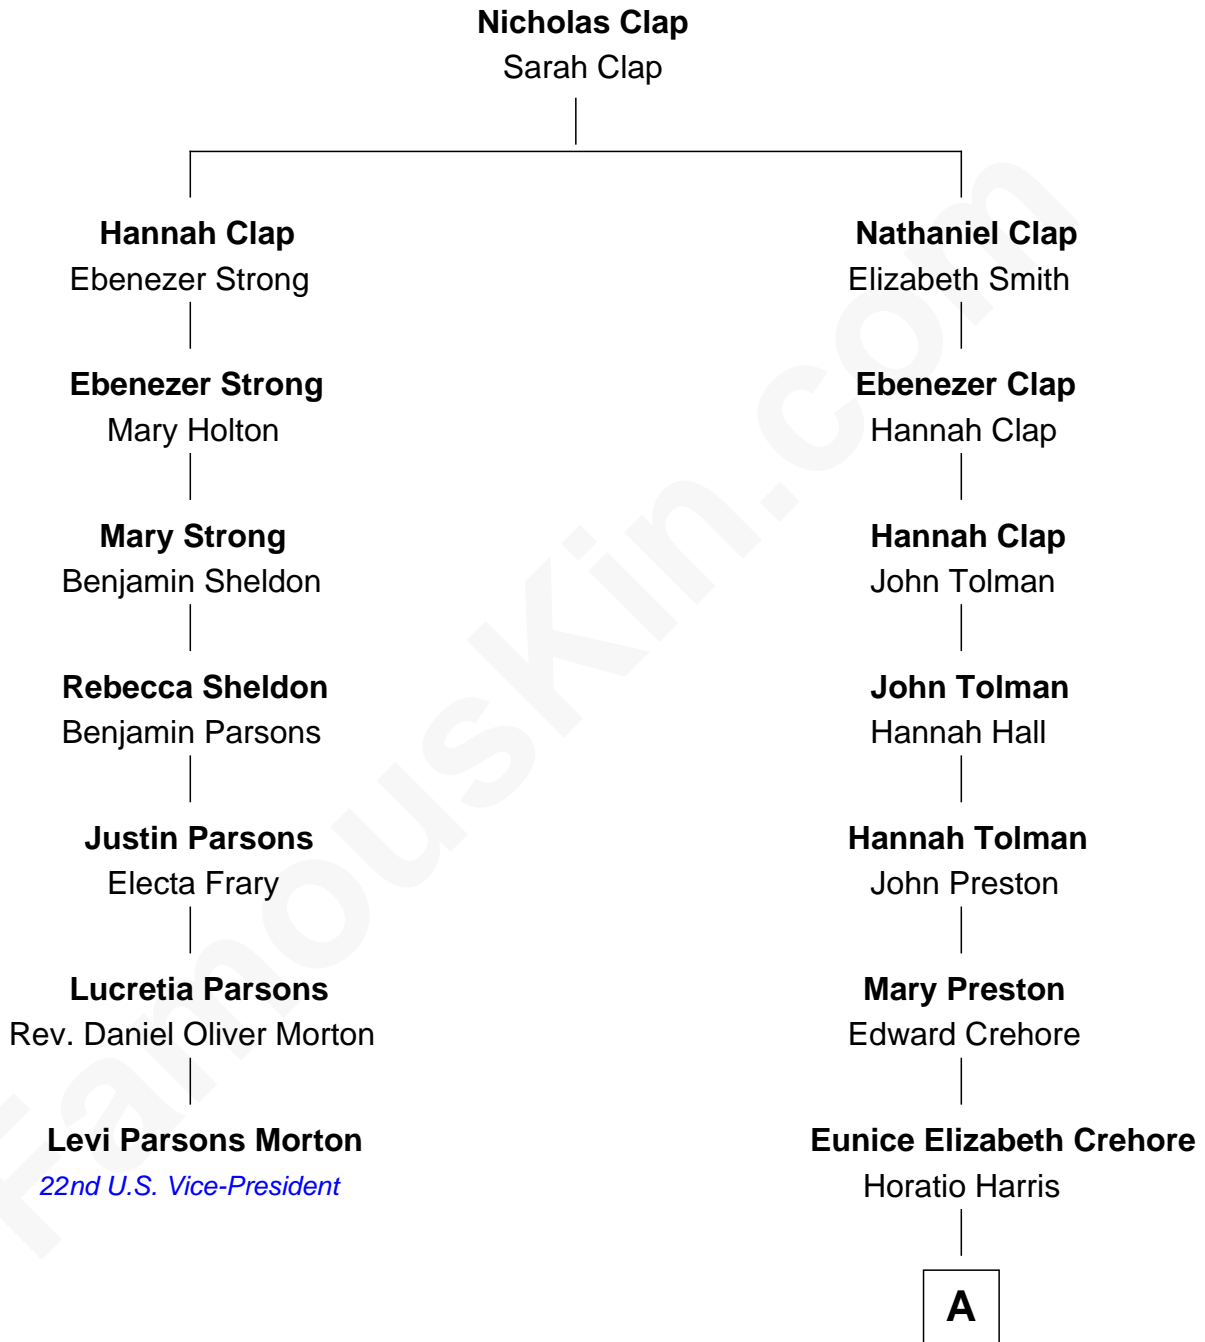 Nicholas Clap
Sarah Clap
Hannah Clap
Ebenezer Strong
Nathaniel Clap
Elizabeth Smith
Ebenezer Strong
Mary Holton
Ebenezer Clap
Hannah Clap
Mary Strong
Benjamin Sheldon
Hannah Clap
John Tolman
Rebecca Sheldon
Benjamin Parsons
John Tolman
Hannah Hall
Justin Parsons
Electa Frary
Hannah Tolman
John Preston
Lucretia Parsons
Rev. Daniel Oliver Morton
Mary Preston
Edward Crehore
Levi Parsons Morton
22nd U.S. Vice-President
Eunice Elizabeth Crehore
Horatio Harris
A
FamousKin.com